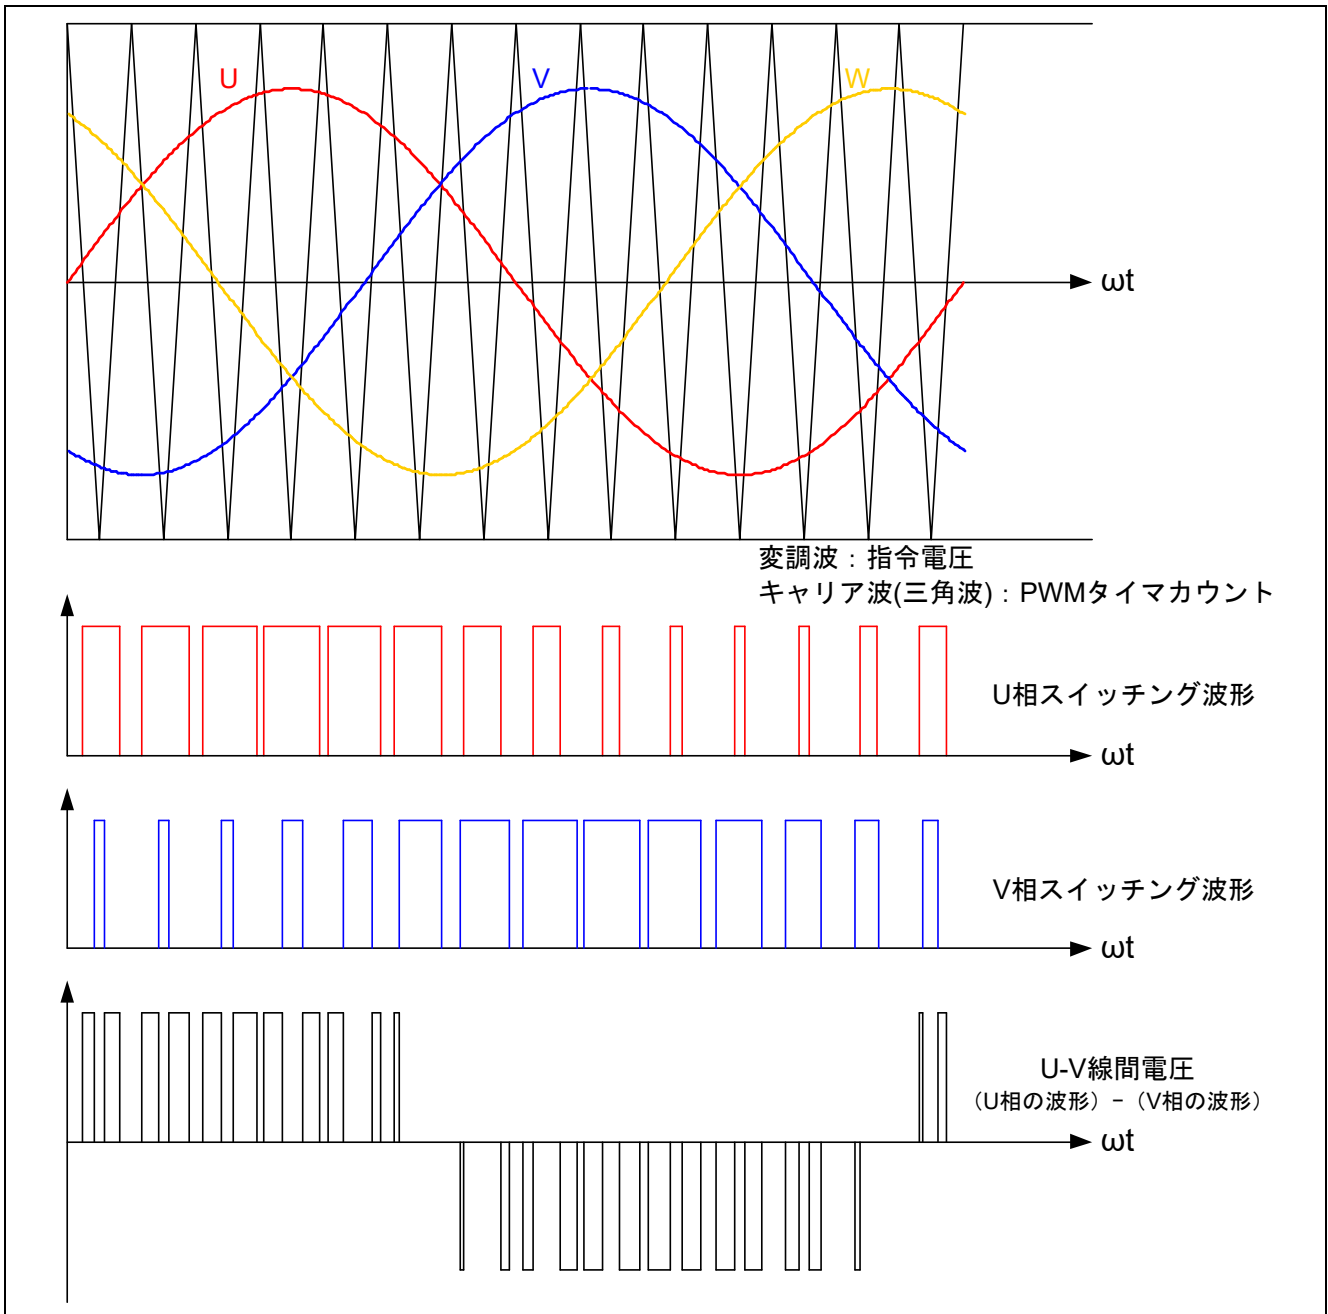 U
V
W
ωt
変調波：指令電圧
キャリア波(三角波)：PWMタイマカウント
U相スイッチング波形
ωt
V相スイッチング波形
ωt
U-V線間電圧
（U相の波形）−（V相の波形）
ωt